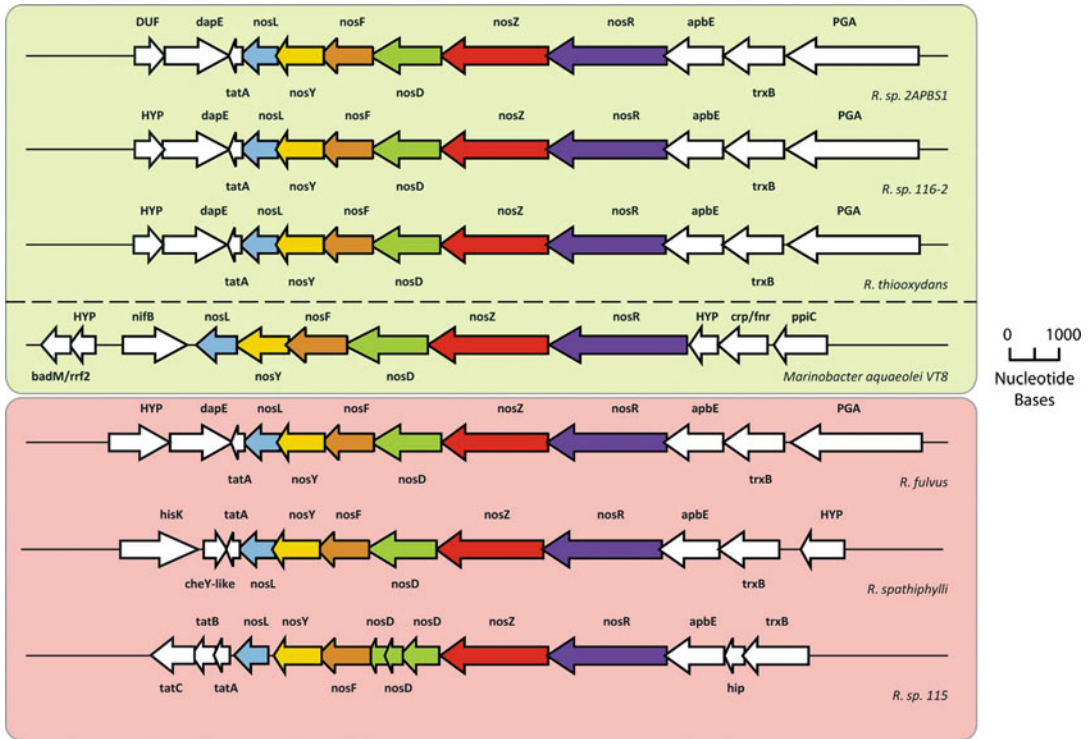 DUF dapE nosL nosF nosZ nosR apbE PGA
tatA nosY nosD trxB
R. sp. 2APBS1
HYP dapE nosL nosF nosZ nosR apbE PGA
tatA nosY nosD trxB
R. sp. 116-2
HYP dapE nosL nosF nosZ nosR apbE PGA
tatA nosY nosD trxB
R. thiooxydans
HYP nifB nosL nosF nosZ nosR HYP crp/fnr ppiC
badM/rrf2 nosY nosD
Marinobacter aquaeolei VT8
0 1000
Nucleotide
Bases
HYP dapE nosL nosF nosZ nosR apbE PGA
tatA nosY nosD trxB
R. fulvus
hisK tatA nosY nosF nosZ nosR apbE HYP
cheY-like nosL nosD trxB
R. spathiphylli
tatB nosL nosY nosD nosD nosZ nosR apbE trxB
tatC tatA nosF nosD hip
R. sp. 115